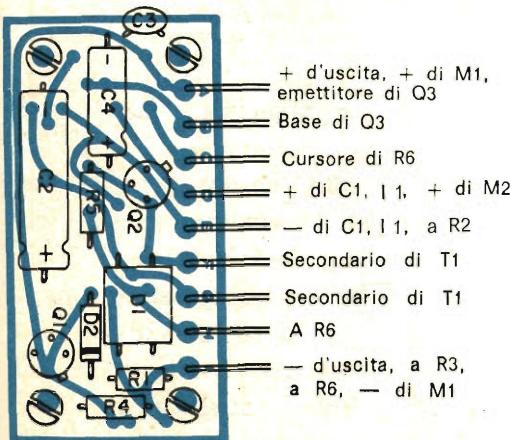 C3
+ d'uscita, + di M1,
emettitore di Q3
Base di Q3
Cursore di R6
+ di C1, I 1, + di M2
— di C1, I 1, a R2
Secondario di T1
Secondario di T1
A R6
— d'uscita, a R3,
a R6, — di M1
-
C4
+
C2
+
R5
Q2
D1
Q1
D2
R1
R4